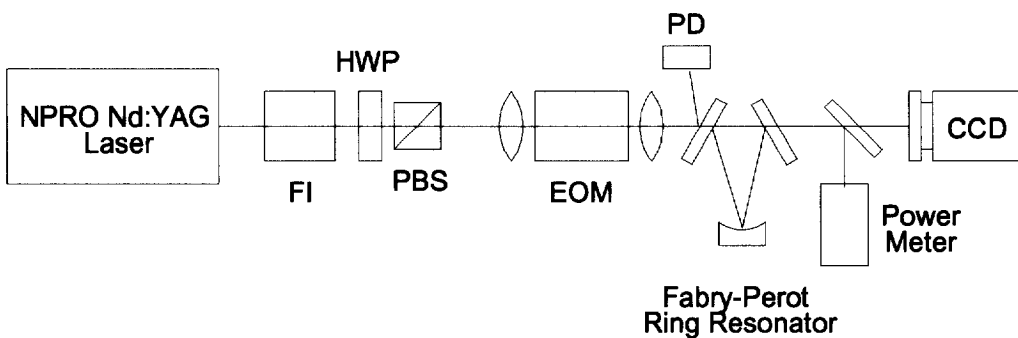 PD
HWP
NPRO Nd:YAG
Laser
CCD
FI
PBS
EOM
Power
Meter
Fabry-Perot
Ring Resonator